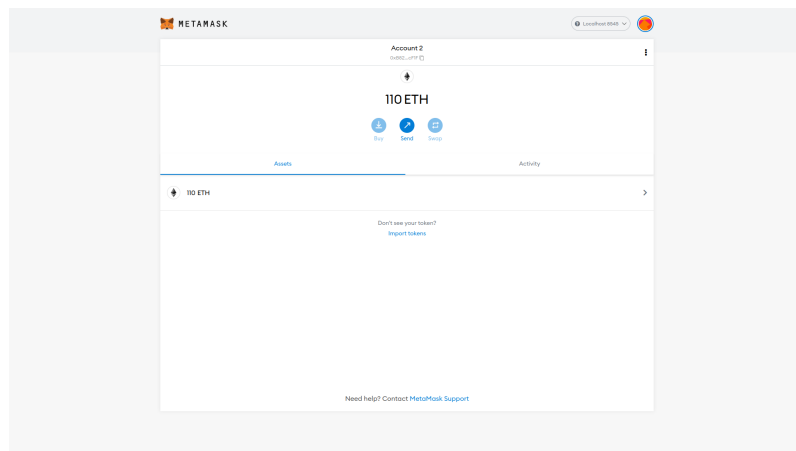 METAMASK
Localhost 8545
Account 2
110 ETH
Buy Send Swap
Assets Activity
110 ETH
Don't see your token?
Import tokens
Need help? Contact MetaMask Support